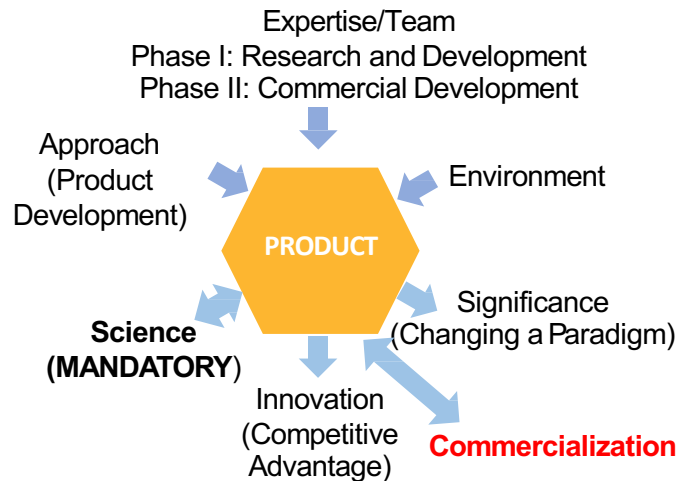 Expertise/Team
Phase I: Research and Development
Phase II: Commercial Development
Approach
(Product
Development)
Environment
PRODUCT
Science
(MANDATORY)
Significance
(Changing a Paradigm)
Innovation
(Competitive
Advantage)
Commercialization